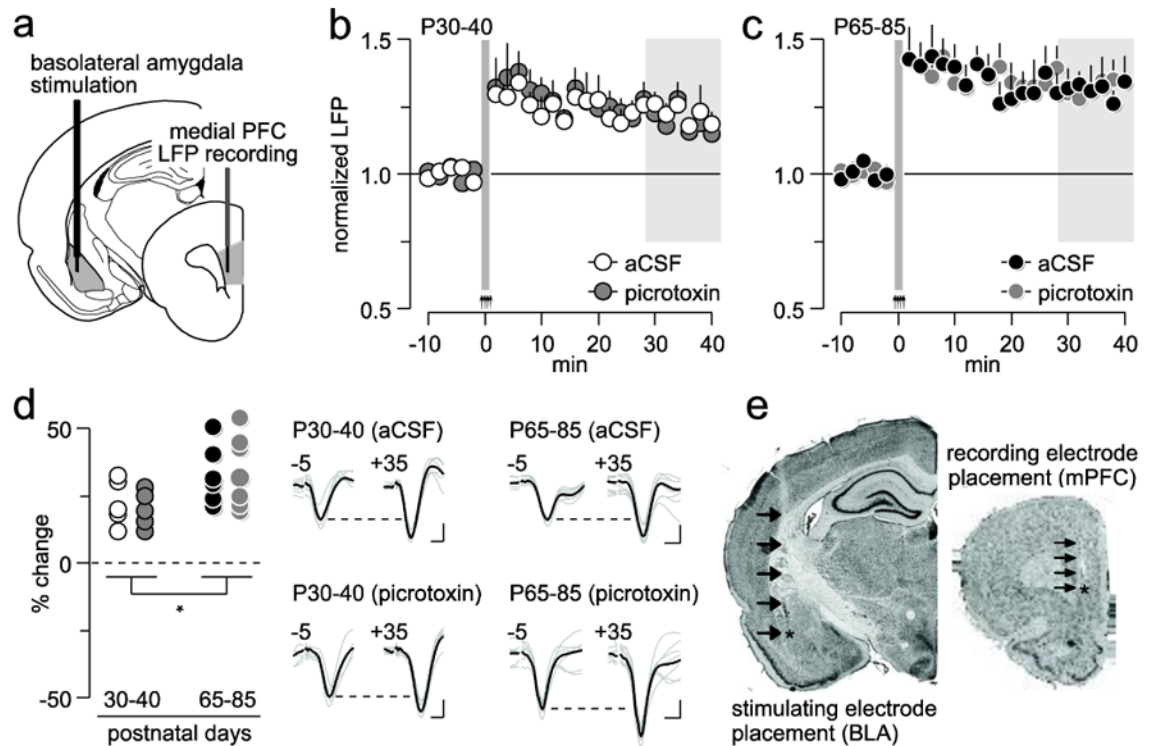 a
basolateral amygdala
stimulation
medial PFC
LFP recording
b
P30-40
1.5
1.0
0.5
normalized LFP
aCSF
picrotoxin
-10
0
10
20
30
40
min
c
P65-85
1.5
1.0
0.5
aCSF
picrotoxin
-10
0
10
20
30
40
min
d
50
0
-50
% change
*
30-40
65-85
postnatal days
P30-40 (aCSF)
-5
+35
P65-85 (aCSF)
-5
+35
P30-40 (picrotoxin)
-5
+35
P65-85 (picrotoxin)
-5
+35
e
recording electrode
placement (mPFC)
*
*
stimulating electrode
placement (BLA)